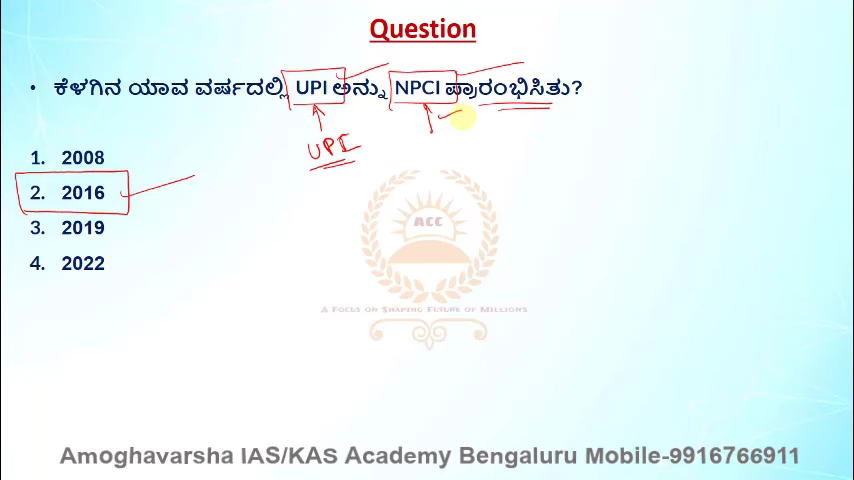 Question
• ಕೆಳಗಿನ ಯಾವ ವರ್ಷದಲ್ಲಿ UPI ಅನ್ನು NPCI ಪ್ರಾರಂಭಿಸಿತು?
UPI
1. 2008
2. 2016
3. 2019
4. 2022
ACC
A Focus on Shaping Future of Millions
Amoghavarsha IAS/KAS Academy Bengaluru Mobile-9916766911